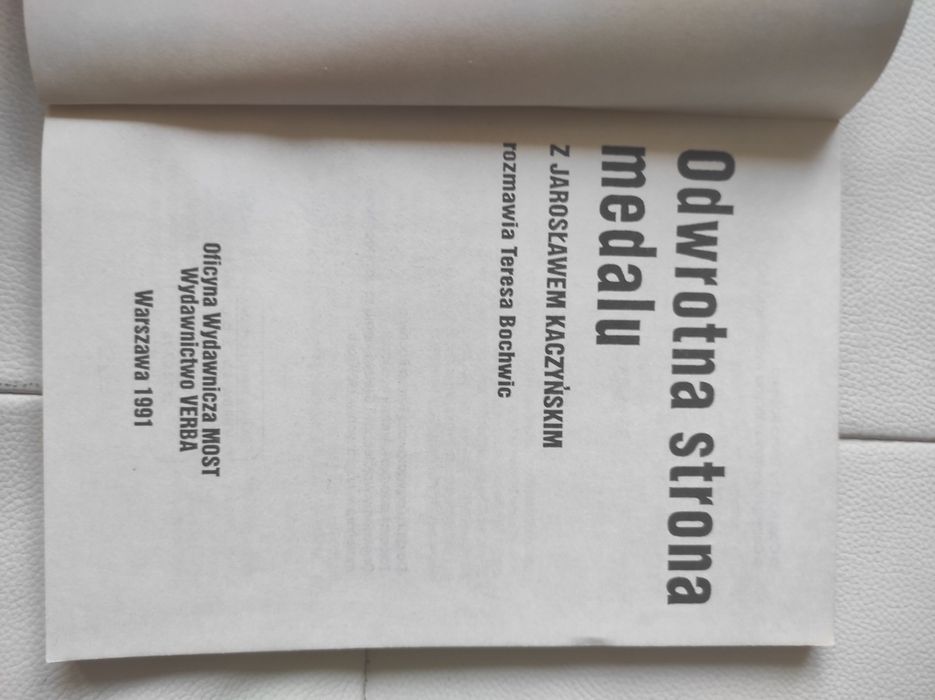 Odwrotna strona
medalu
Z JAROSŁAWEM KACZYŃSKIM
rozmawia Teresa Bochwic
Oficyna Wydawnicza MOST
Wydawnictwo VERBA
Warszawa 1991